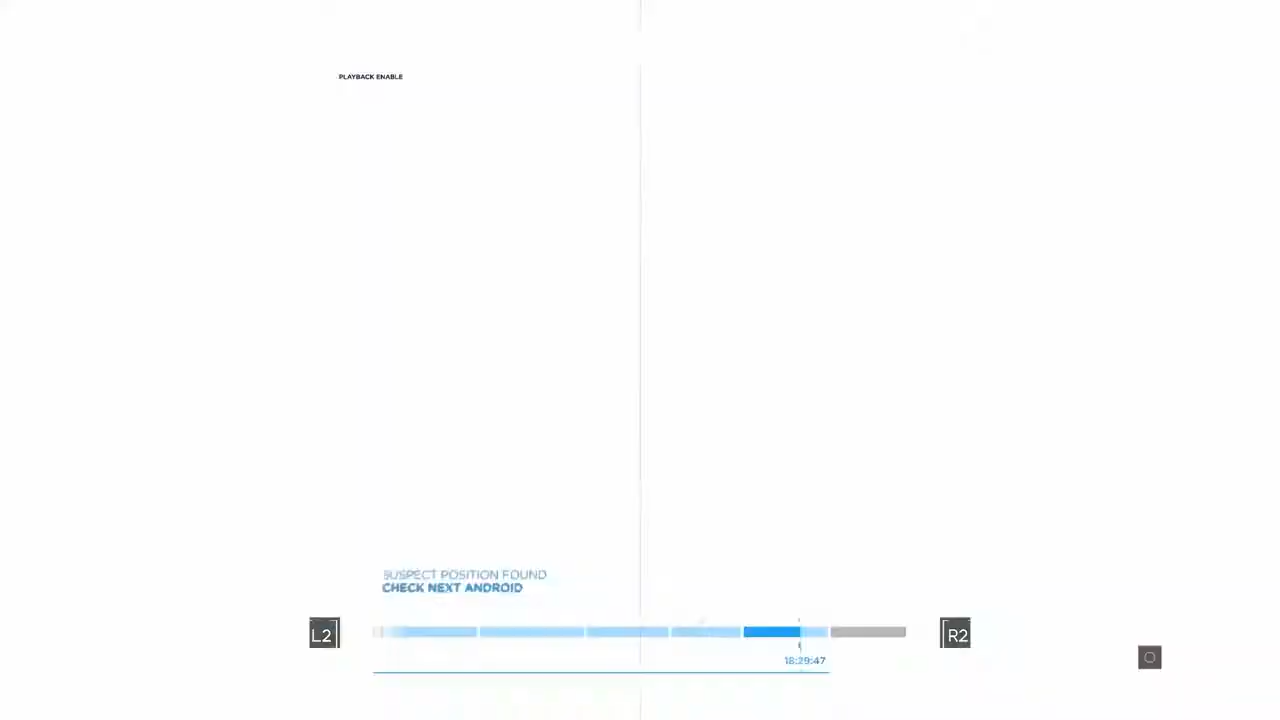 PLAYBACK ENABLE
SUSPECT POSITION FOUND
CHECK NEXT ANDROID
L2
R2
18:29:47